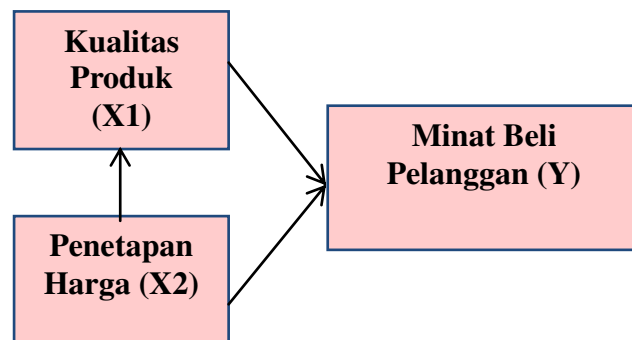 Kualitas
Produk
(X1)
Minat Beli
Pelanggan (Y)
Penetapan
Harga (X2)